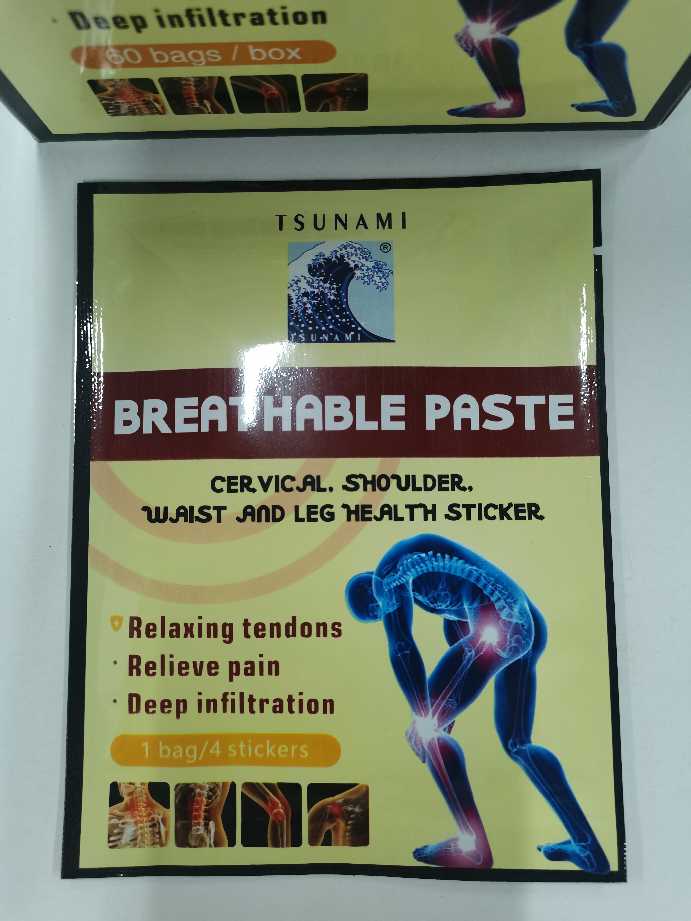 · Deep infiltration
60 bags / box
TSUNAMI
®
TSUNAMI
BREATHABLE PASTE
CERVICAL, SHOULDER,
WAIST AND LEG HEALTH STICKER
Relaxing tendons
· Relieve pain
· Deep infiltration
1 bag/4 stickers